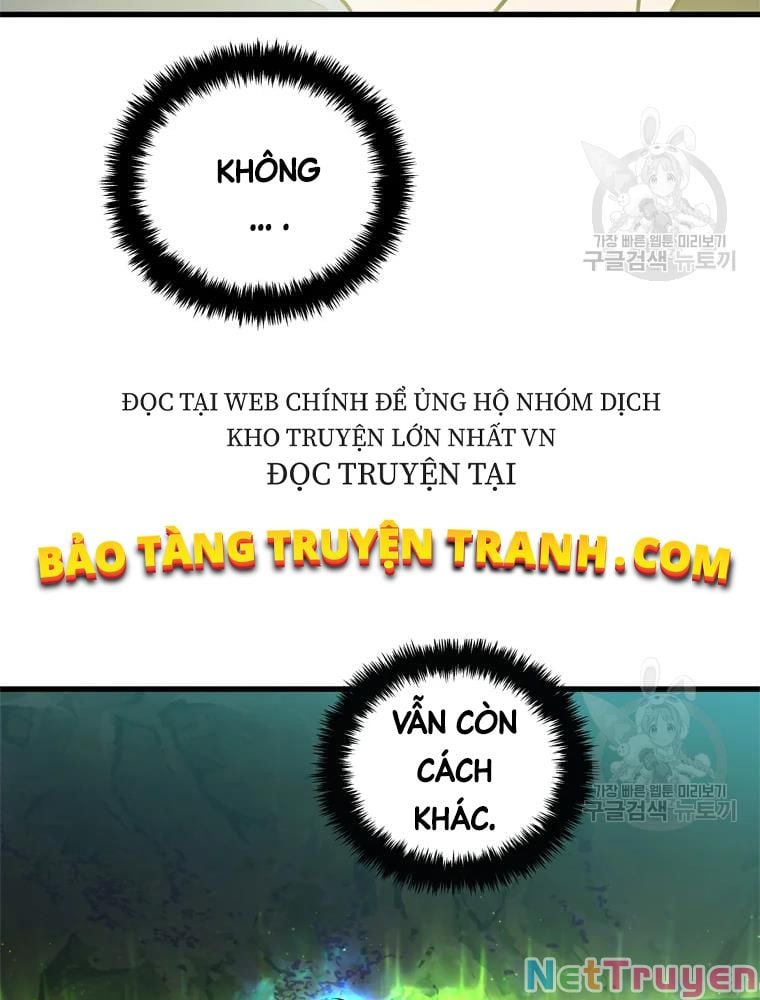 KHÔNG
... .
가장 빠른 웹툰 미리보기
구글검색 뉴토끼
ĐỌC TẠI WEB CHÍNH ĐỂ ỦNG HỘ NHÓM DỊCH
KHO TRUYỆN LỚN NHẤT VN
ĐỌC TRUYỆN TẠI
BẢO TÀNG TRUYỆN TRANH.COM
VẪN CÒN
CÁCH
KHÁC.
가장 빠른 웹툰 미리보기
구글검색 뉴토끼
NetTruyen